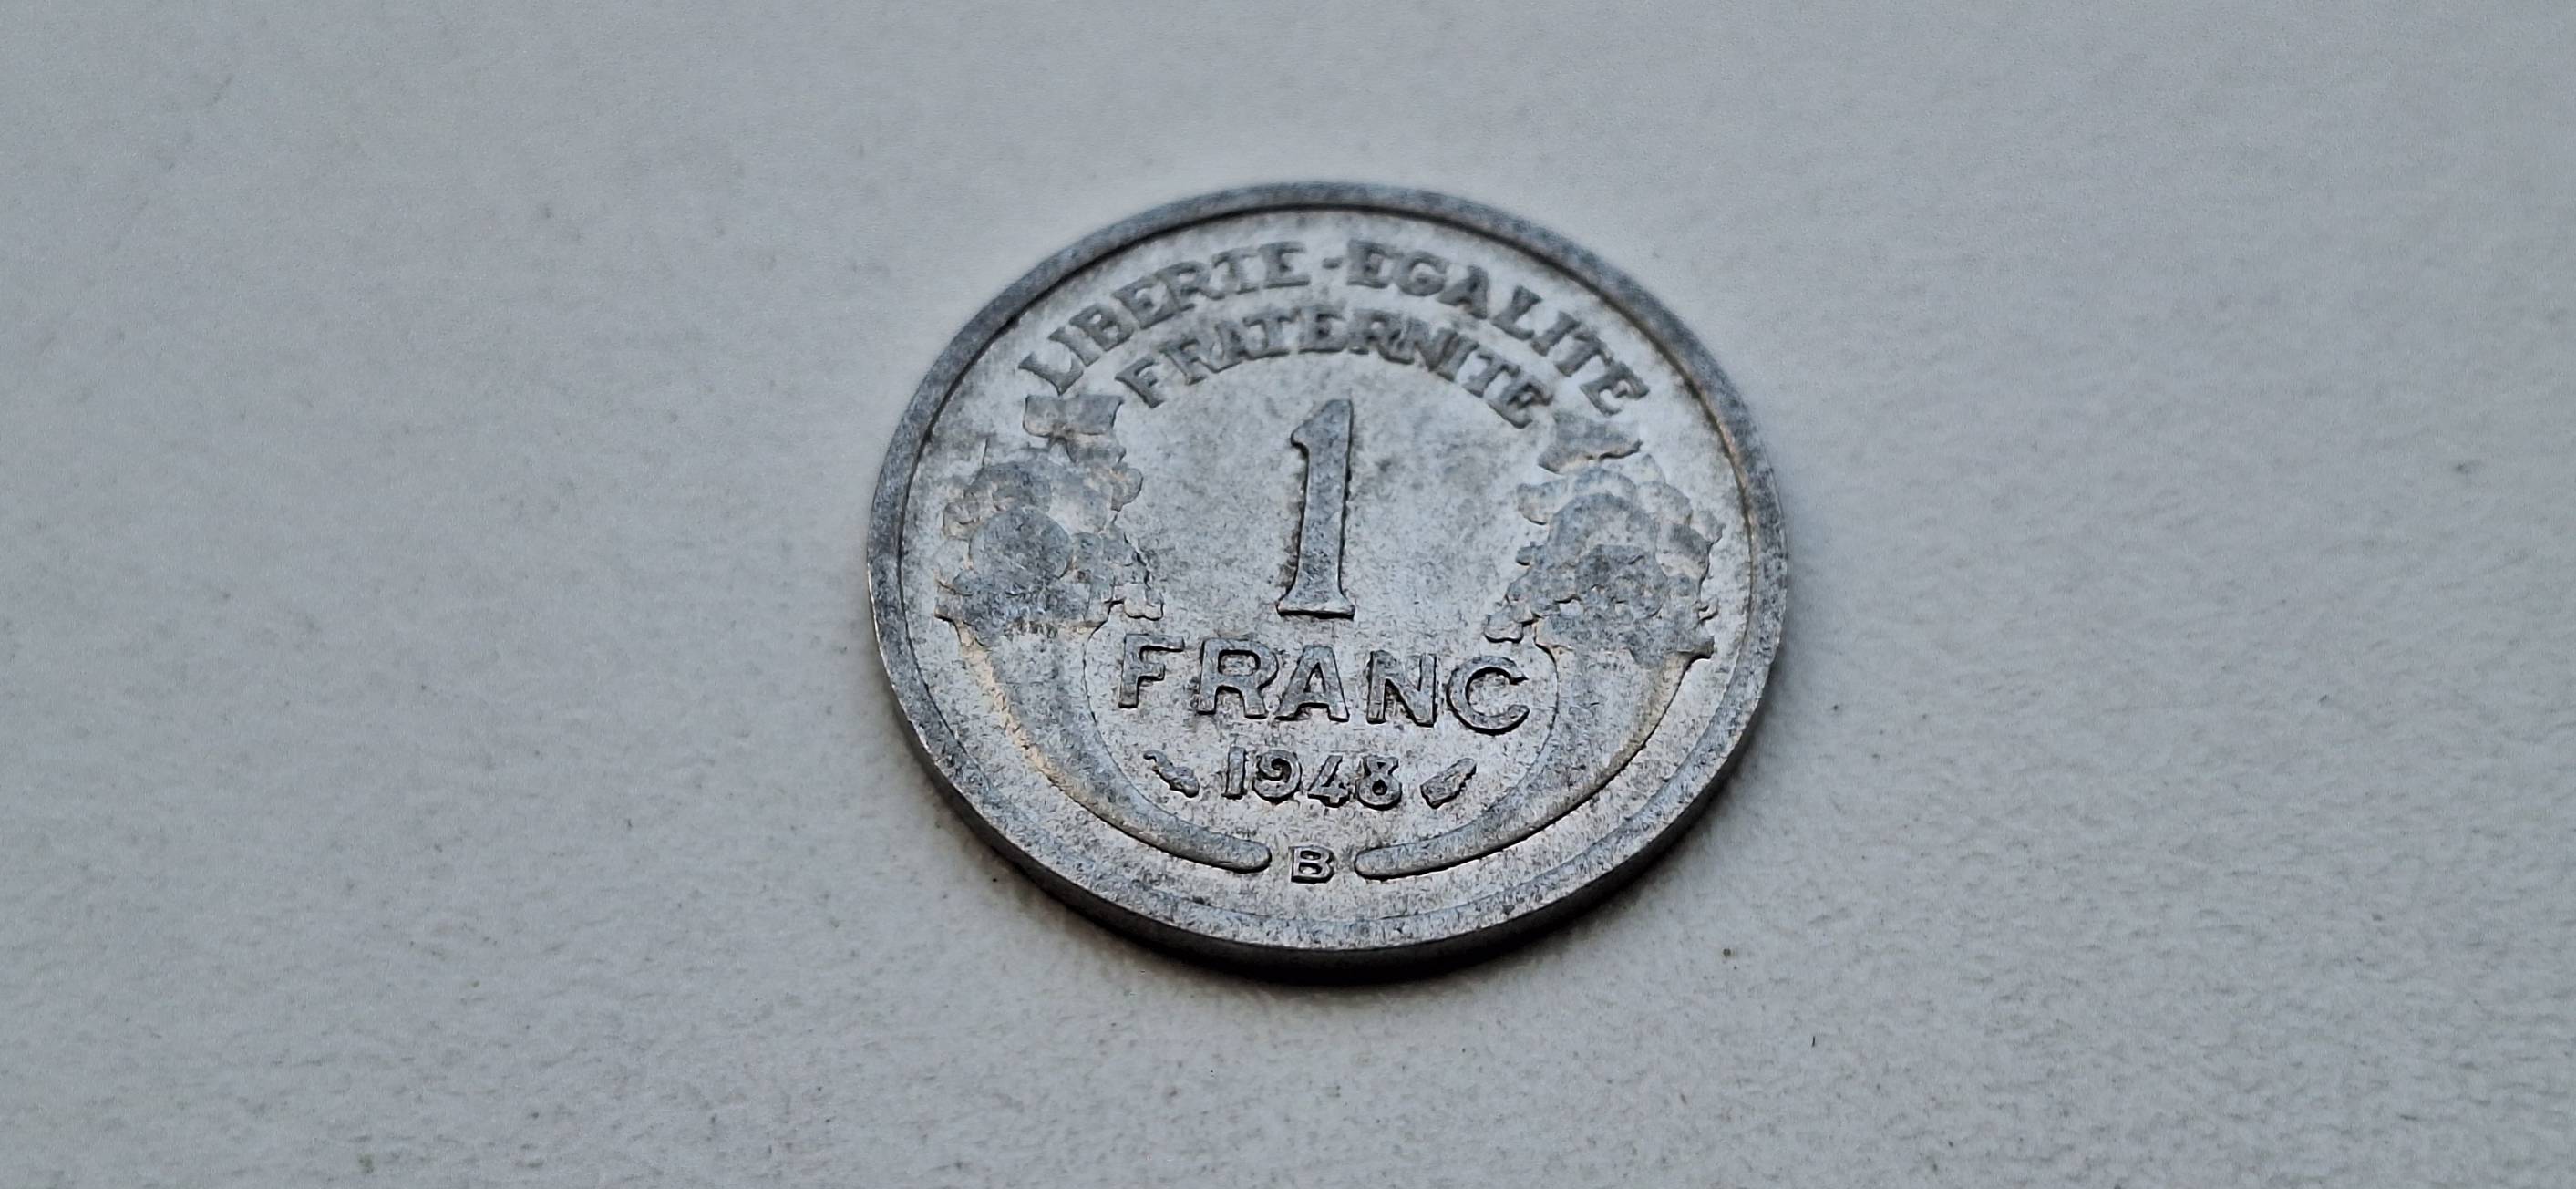 LIBERTE-EGALITE
FRATERNITE
1
FRANC
1948
B